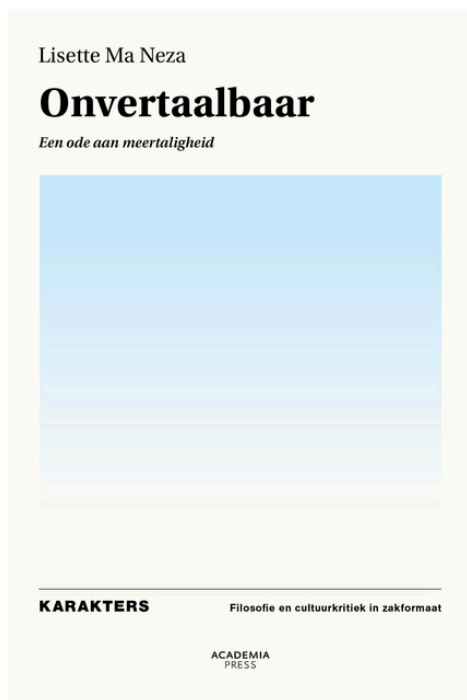 Lisette Ma Neza
Onvertaalbaar
Een ode aan meertaligheid
KARAKTERS
Filosofie en cultuurkritiek in zakformaat
ACADEMIA
PRESS